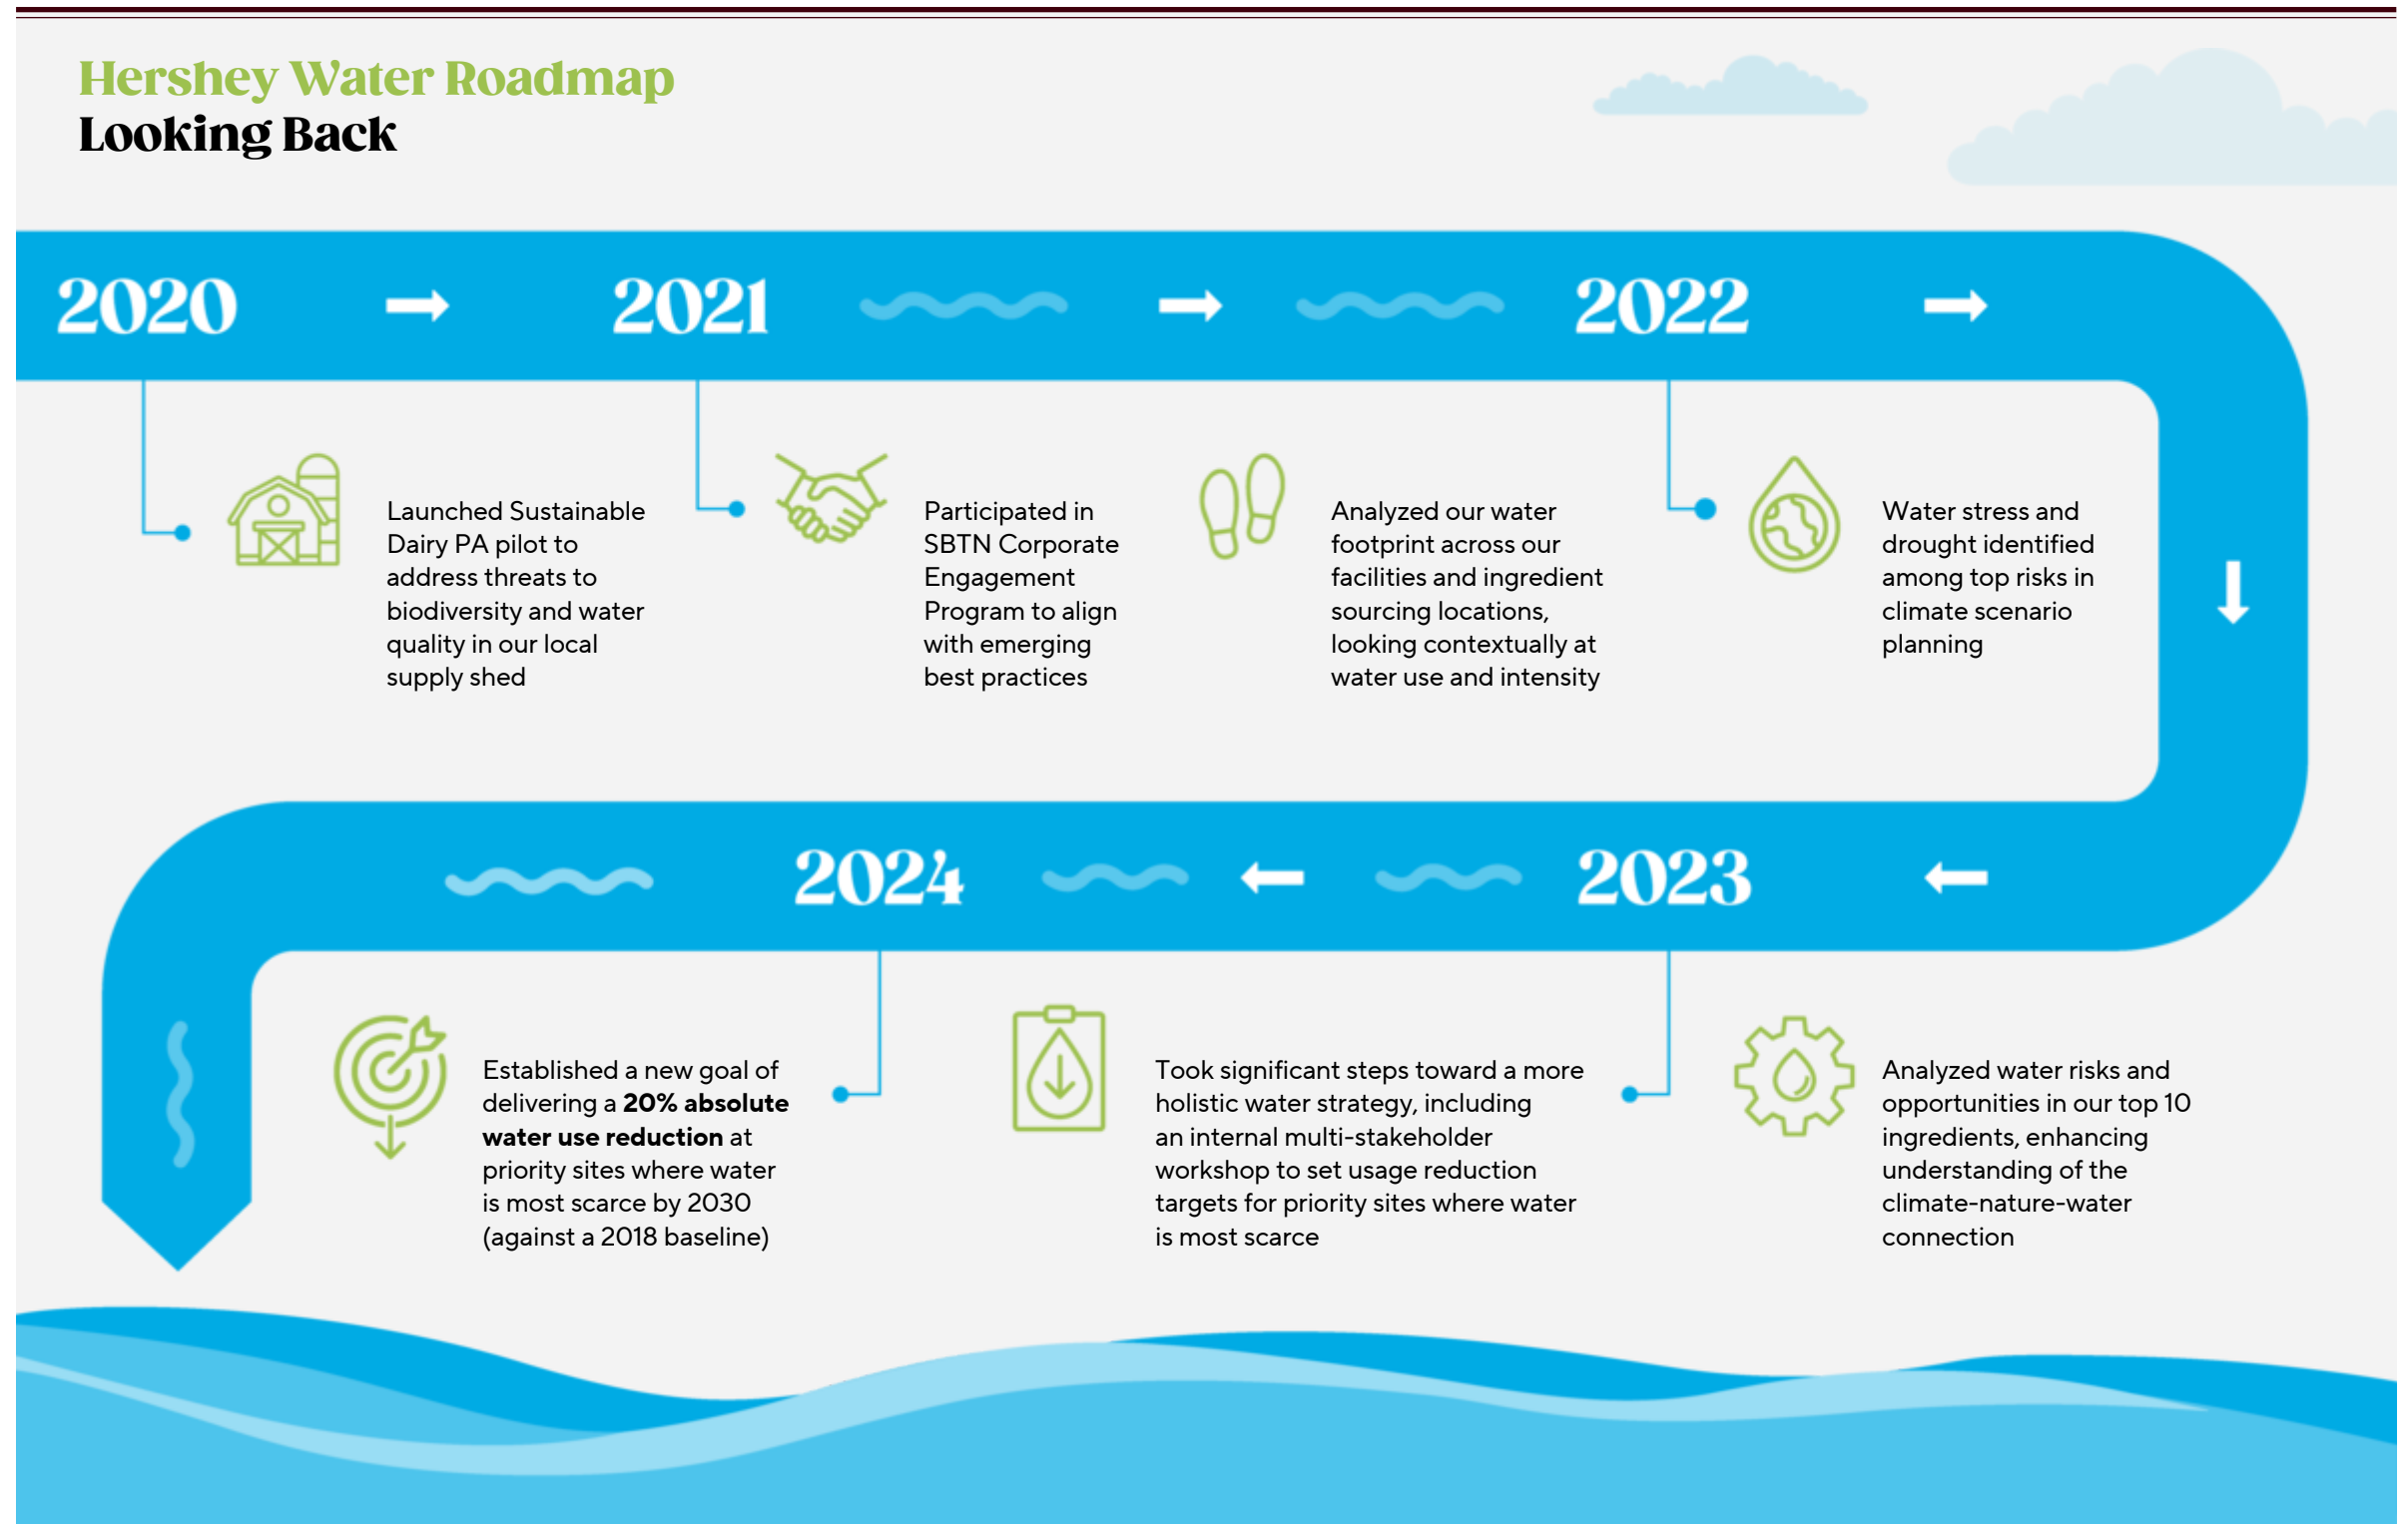 Hershey Water Roadmap
Looking Back
2020
Launched Sustainable
Dairy PA pilot to
address threats to
biodiversity and water
quality in our local
supply shed
2021
Participated in
SBTN Corporate
Engagement
Program to align
with emerging
best practices
Analyzed our water
footprint across our
facilities and ingredient
sourcing locations,
looking contextually at
water use and intensity
2022
Water stress and
drought identified
among top risks in
climate scenario
planning
2023
Analyzed water risks and
opportunities in our top 10
ingredients, enhancing
understanding of the
climate-nature-water
connection
Took significant steps toward a more
holistic water strategy, including
an internal multi-stakeholder
workshop to set usage reduction
targets for priority sites where water
is most scarce
2024
Established a new goal of
delivering a 20% absolute
water use reduction at
priority sites where water
is most scarce by 2030
(against a 2018 baseline)